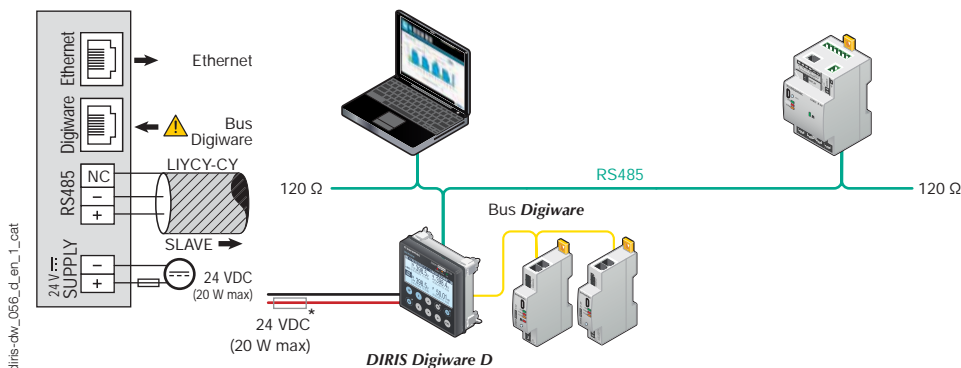 Ethernet
Ethernet
Digiware
Bus
Digiware
LIYCY-CY
RS485
NC
–
+
SLAVE
24 V
SUPPLY
–
+
24 VDC
(20 W max)
diris-dw_056_d_en_1_cat
120 Ω
RS485
120 Ω
Bus Digiware
24 VDC*
(20 W max)
DIRIS Digiware D